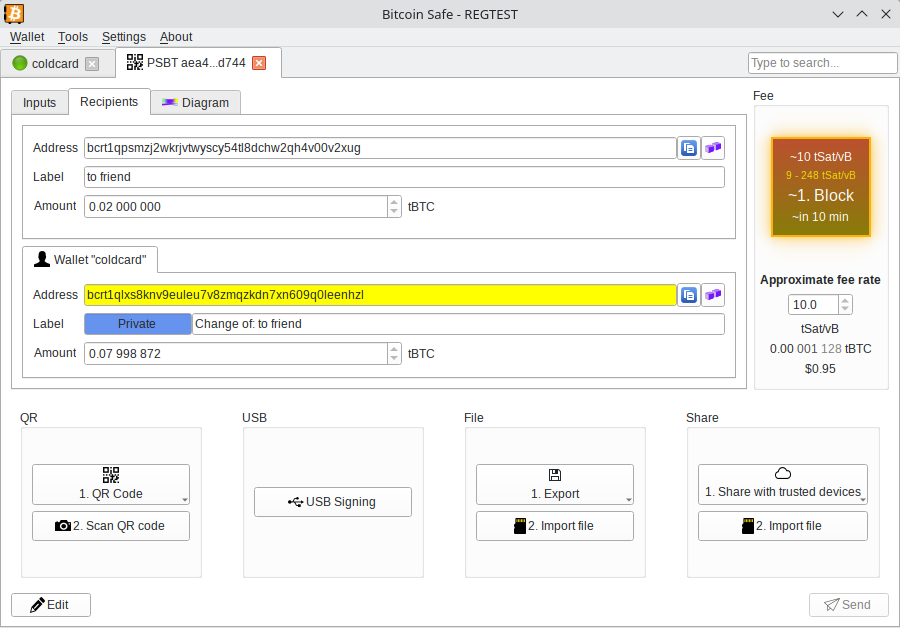 Bitcoin Safe - REGTEST
Wallet Tools Settings About
coldcard PSBT aea4...d744 Type to search...
Inputs Recipients Diagram
Address bcrt1qpsmzj2wkrjvtwyscy54tl8dchw2qh4v00v2xug
Label to friend
Amount 0.02 000 000 tBTC
Wallet "coldcard"
Address bcrt1qlxs8knv9euleu7v8zmqzkdn7xn609q0leenhzl
Label Private Change of: to friend
Amount 0.07 998 872 tBTC
Fee
~10 tSat/vB
9 - 248 tSat/vB
~1. Block
~in 10 min
Approximate fee rate
10.0
tSat/vB
0.00 001 128 tBTC
$0.95
QR
1. QR Code
2. Scan QR code
USB
USB Signing
File
1. Export
2. Import file
Share
1. Share with trusted devices
2. Import file
Edit
Send